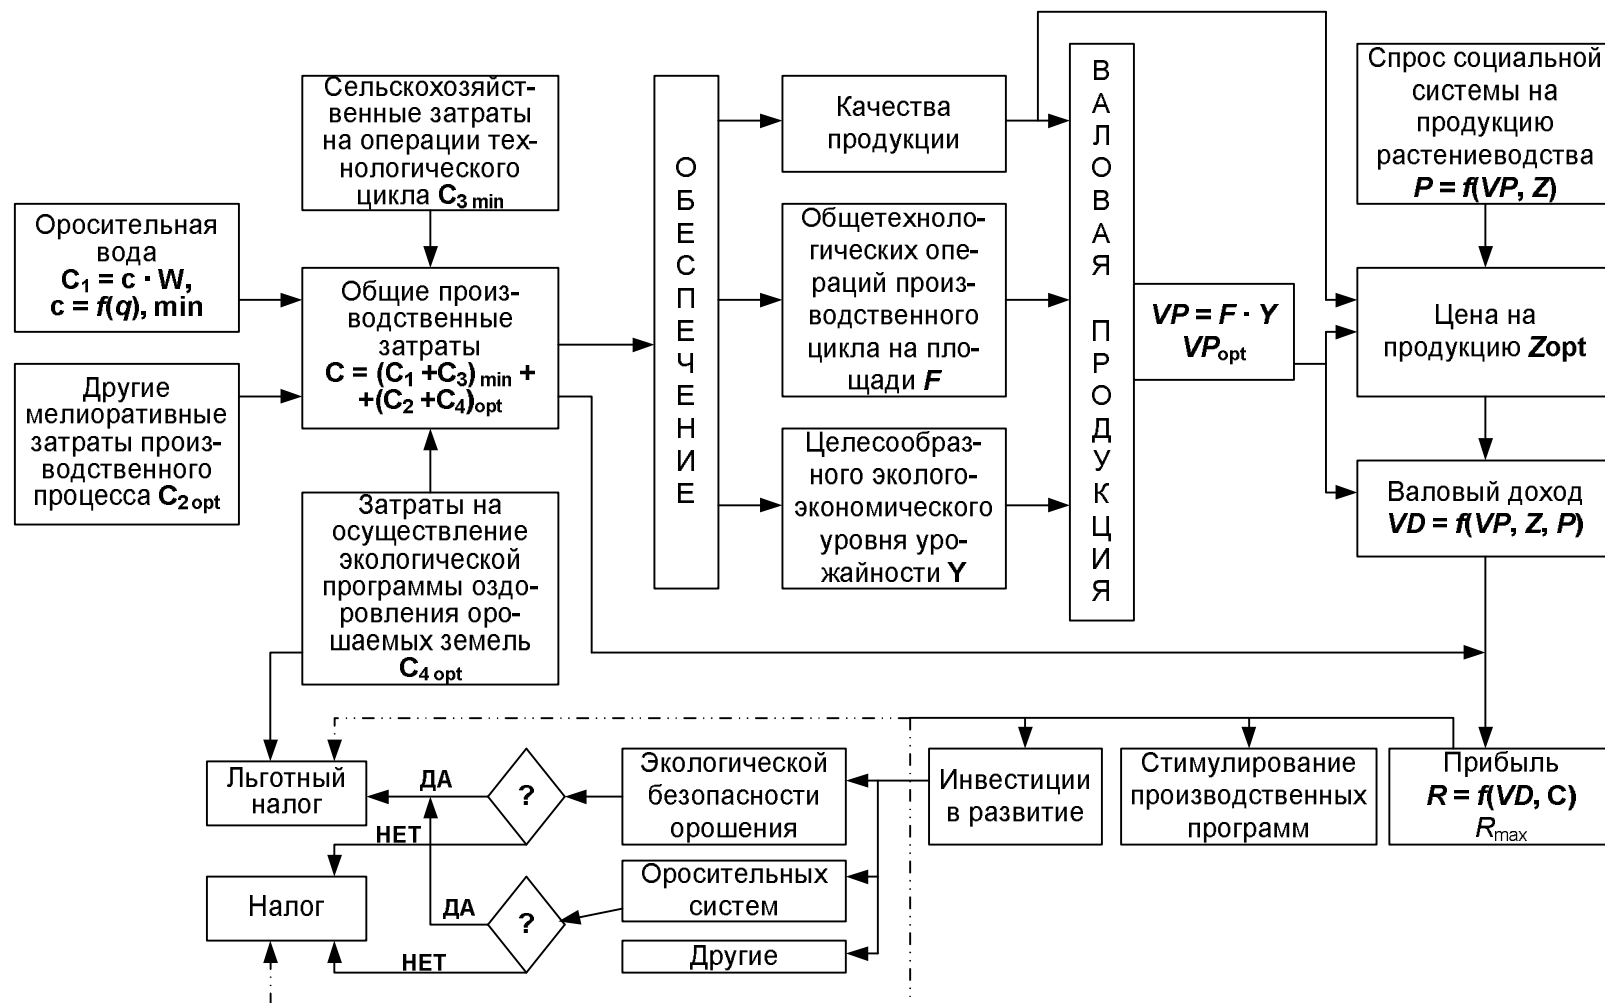 Сельскохозяйст-
венные затраты
на операции тех-
нологического
цикла C3 min
Оросительная
вода
C1 = c · W,
c = f(q), min
Другие
мелиоративные
затраты произ-
водственного
процесса C2 opt
Общие произ-
водственные
затраты
C = (C1 +C3) min +
+(C2 +C4)opt
Затраты на
осуществление
экологической
программы оздо-
ровления оро-
шаемых земель
C4 opt
ОБЕСПЕЧЕНИЕ
Качества
продукции
Общетехноло-
гических опе-
раций произ-
водственного
цикла на пло-
щади F
Целесообраз-
ного эколого-
экономического
уровня уро-
жайности Y
ВАЛОВАЯ ПРОДУКЦИЯ
VP = F · Y
VPopt
Спрос социальной
системы на
продукцию
растениеводства
P = f(VP, Z)
Цена на
продукцию Zopt
Валовый доход
VD = f(VP, Z, P)
Прибыль
R = f(VD, C)
Rmax
Стимулирование
производственных
программ
Инвестиции
в развитие
Экологической
безопасности
орошения
Оросительных
систем
Другие
?
ДА
НЕТ
?
ДА
НЕТ
Льготный
налог
Налог